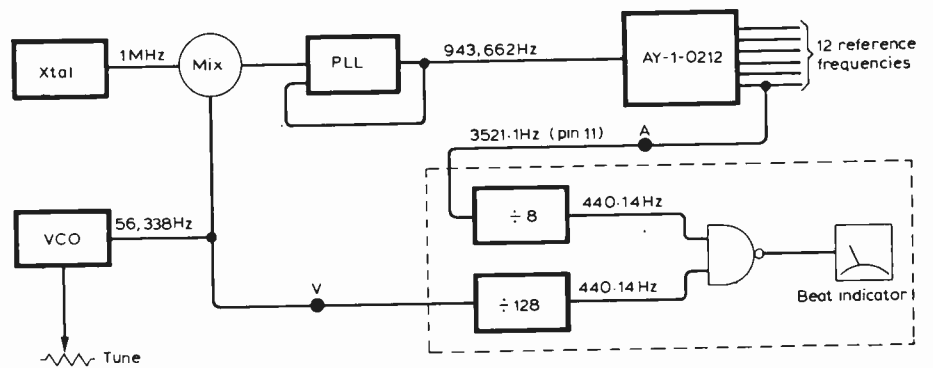 Xtal
1MHz
Mix
PLL
943,662Hz
AY-1-0212
12 reference
frequencies
3521·1Hz (pin 11)
A
÷ 8
440·14Hz
VCO
56,338Hz
V
÷ 128
440·14Hz
Beat indicator
Tune